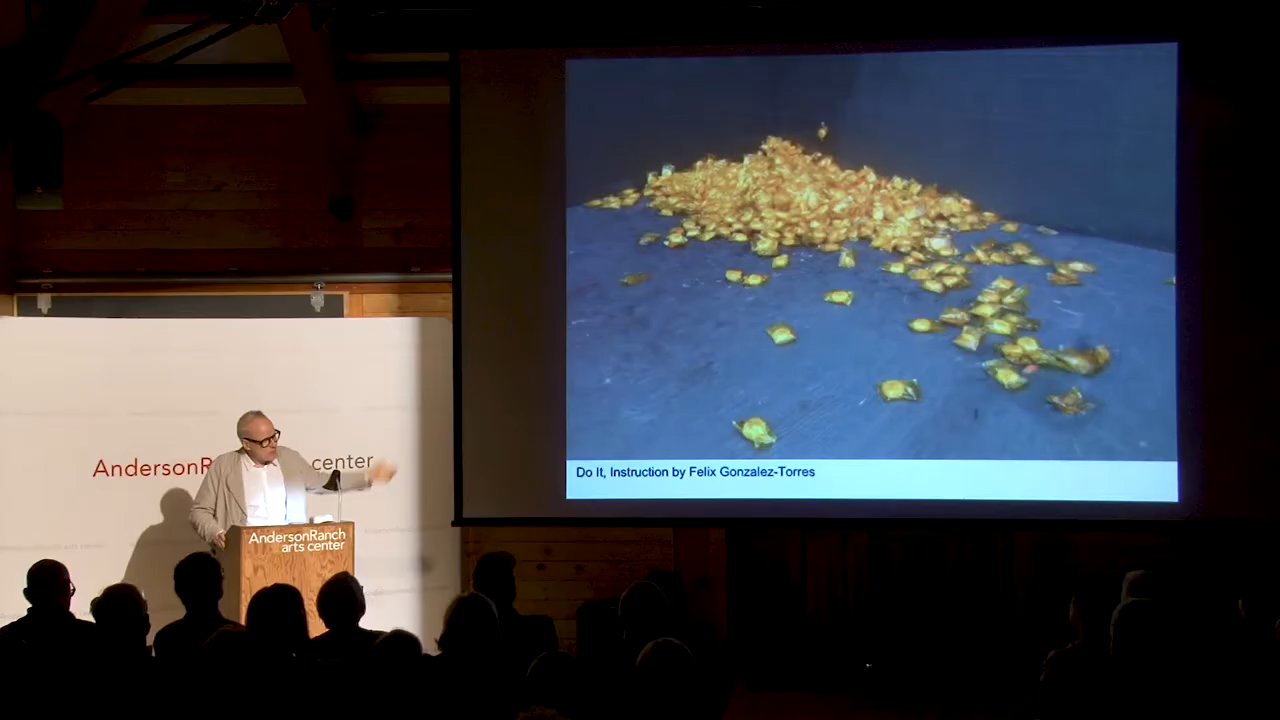 Do It, Instruction by Felix Gonzalez-Torres
AndersonR center
AndersonRanch
arts center